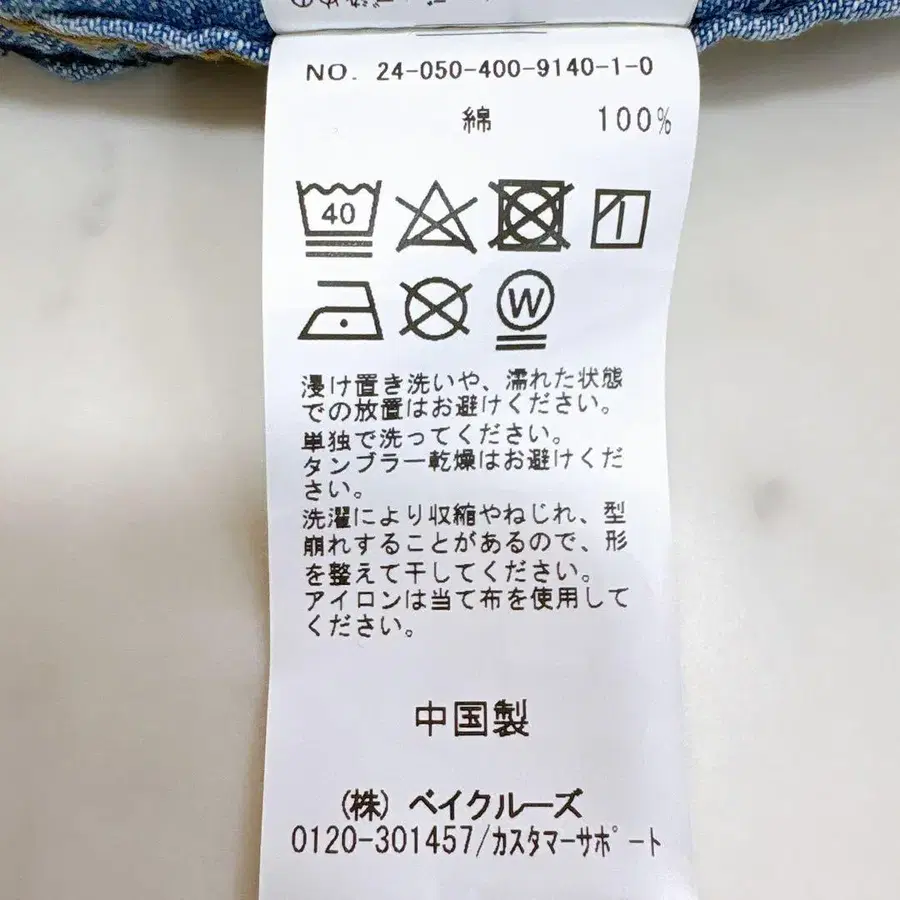 NO. 24-050-400-9140-1-0
綿 100%
40
W
浸け置き洗いや、濡れた状態
での放置はお避けください。
単独で洗ってください。
タンブラー乾燥はお避けくだ
さい。
洗濯により収縮やねじれ、型
崩れすることがあるので、形
を整えて干してください。
アイロンは当て布を使用して
ください。
中国製
(株) ベイクルーズ
0120-301457/カスタマーサポート